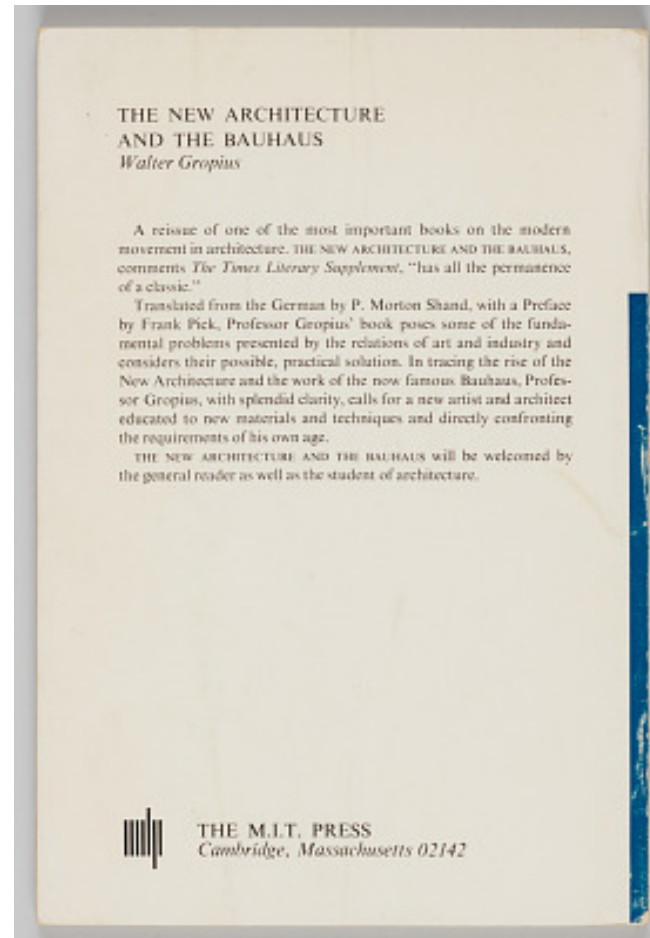 THE NEW ARCHITECTURE
AND THE BAUHAUS
Walter Gropius
A reissue of one of the most important books on the modern
movement in architecture. THE NEW ARCHITECTURE AND THE BAUHAUS,
comments The Times Literary Supplement, “has all the permanence
of a classic.”
Translated from the German by P. Morton Shand, with a Preface
by Frank Pick, Professor Gropius’ book poses some of the funda-
mental problems presented by the relations of art and industry and
considers their possible, practical solution. In tracing the rise of the
New Architecture and the work of the now famous Bauhaus, Profes-
sor Gropius, with splendid clarity, calls for a new artist and architect
educated to new materials and techniques and directly confronting
the requirements of his own age.
THE NEW ARCHITECTURE AND THE BAUHAUS will be welcomed by
the general reader as well as the student of architecture.
THE M.I.T. PRESS
Cambridge, Massachusetts 02142